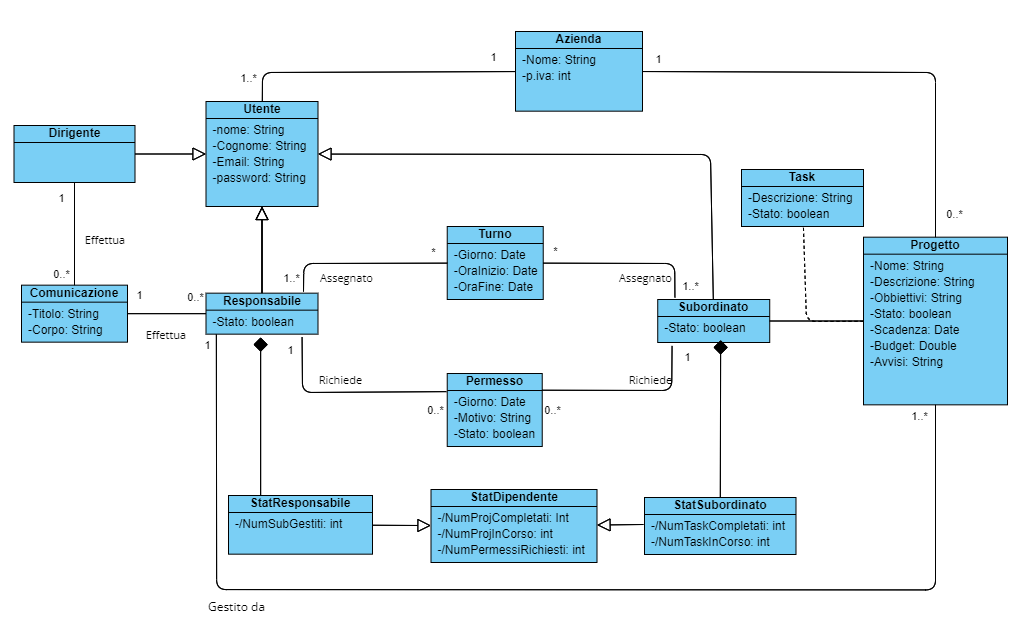 Azienda
-Nome: String
-p.iva: int
1
1
1..*
Utente
-nome: String
-Cognome: String
-Email: String
-password: String
Dirigente
1
Effettua
0..*
Comunicazione
-Titolo: String
-Corpo: String
1
Effettua
0..*
Responsabile
-Stato: boolean
1..*
Assegnato
*
Turno
-Giorno: Date
-OraInizio: Date
-OraFine: Date
*
Assegnato
1..*
Subordinato
-Stato: boolean
Task
-Descrizione: String
-Stato: boolean
0..*
Progetto
-Nome: String
-Descrizione: String
-Obbiettivi: String
-Stato: boolean
-Scadenza: Date
-Budget: Double
-Avvisi: String
1..*
1
1
Richiede
0..*
Permesso
-Giorno: Date
-Motivo: String
-Stato: boolean
0..*
Richiede
1
StatResponsabile
-/NumSubGestiti: int
StatDipendente
-/NumProjCompletati: Int
-/NumProjInCorso: int
-/NumPermessiRichiesti: int
StatSubordinato
-/NumTaskCompletati: int
-/NumTaskInCorso: int
Gestito da